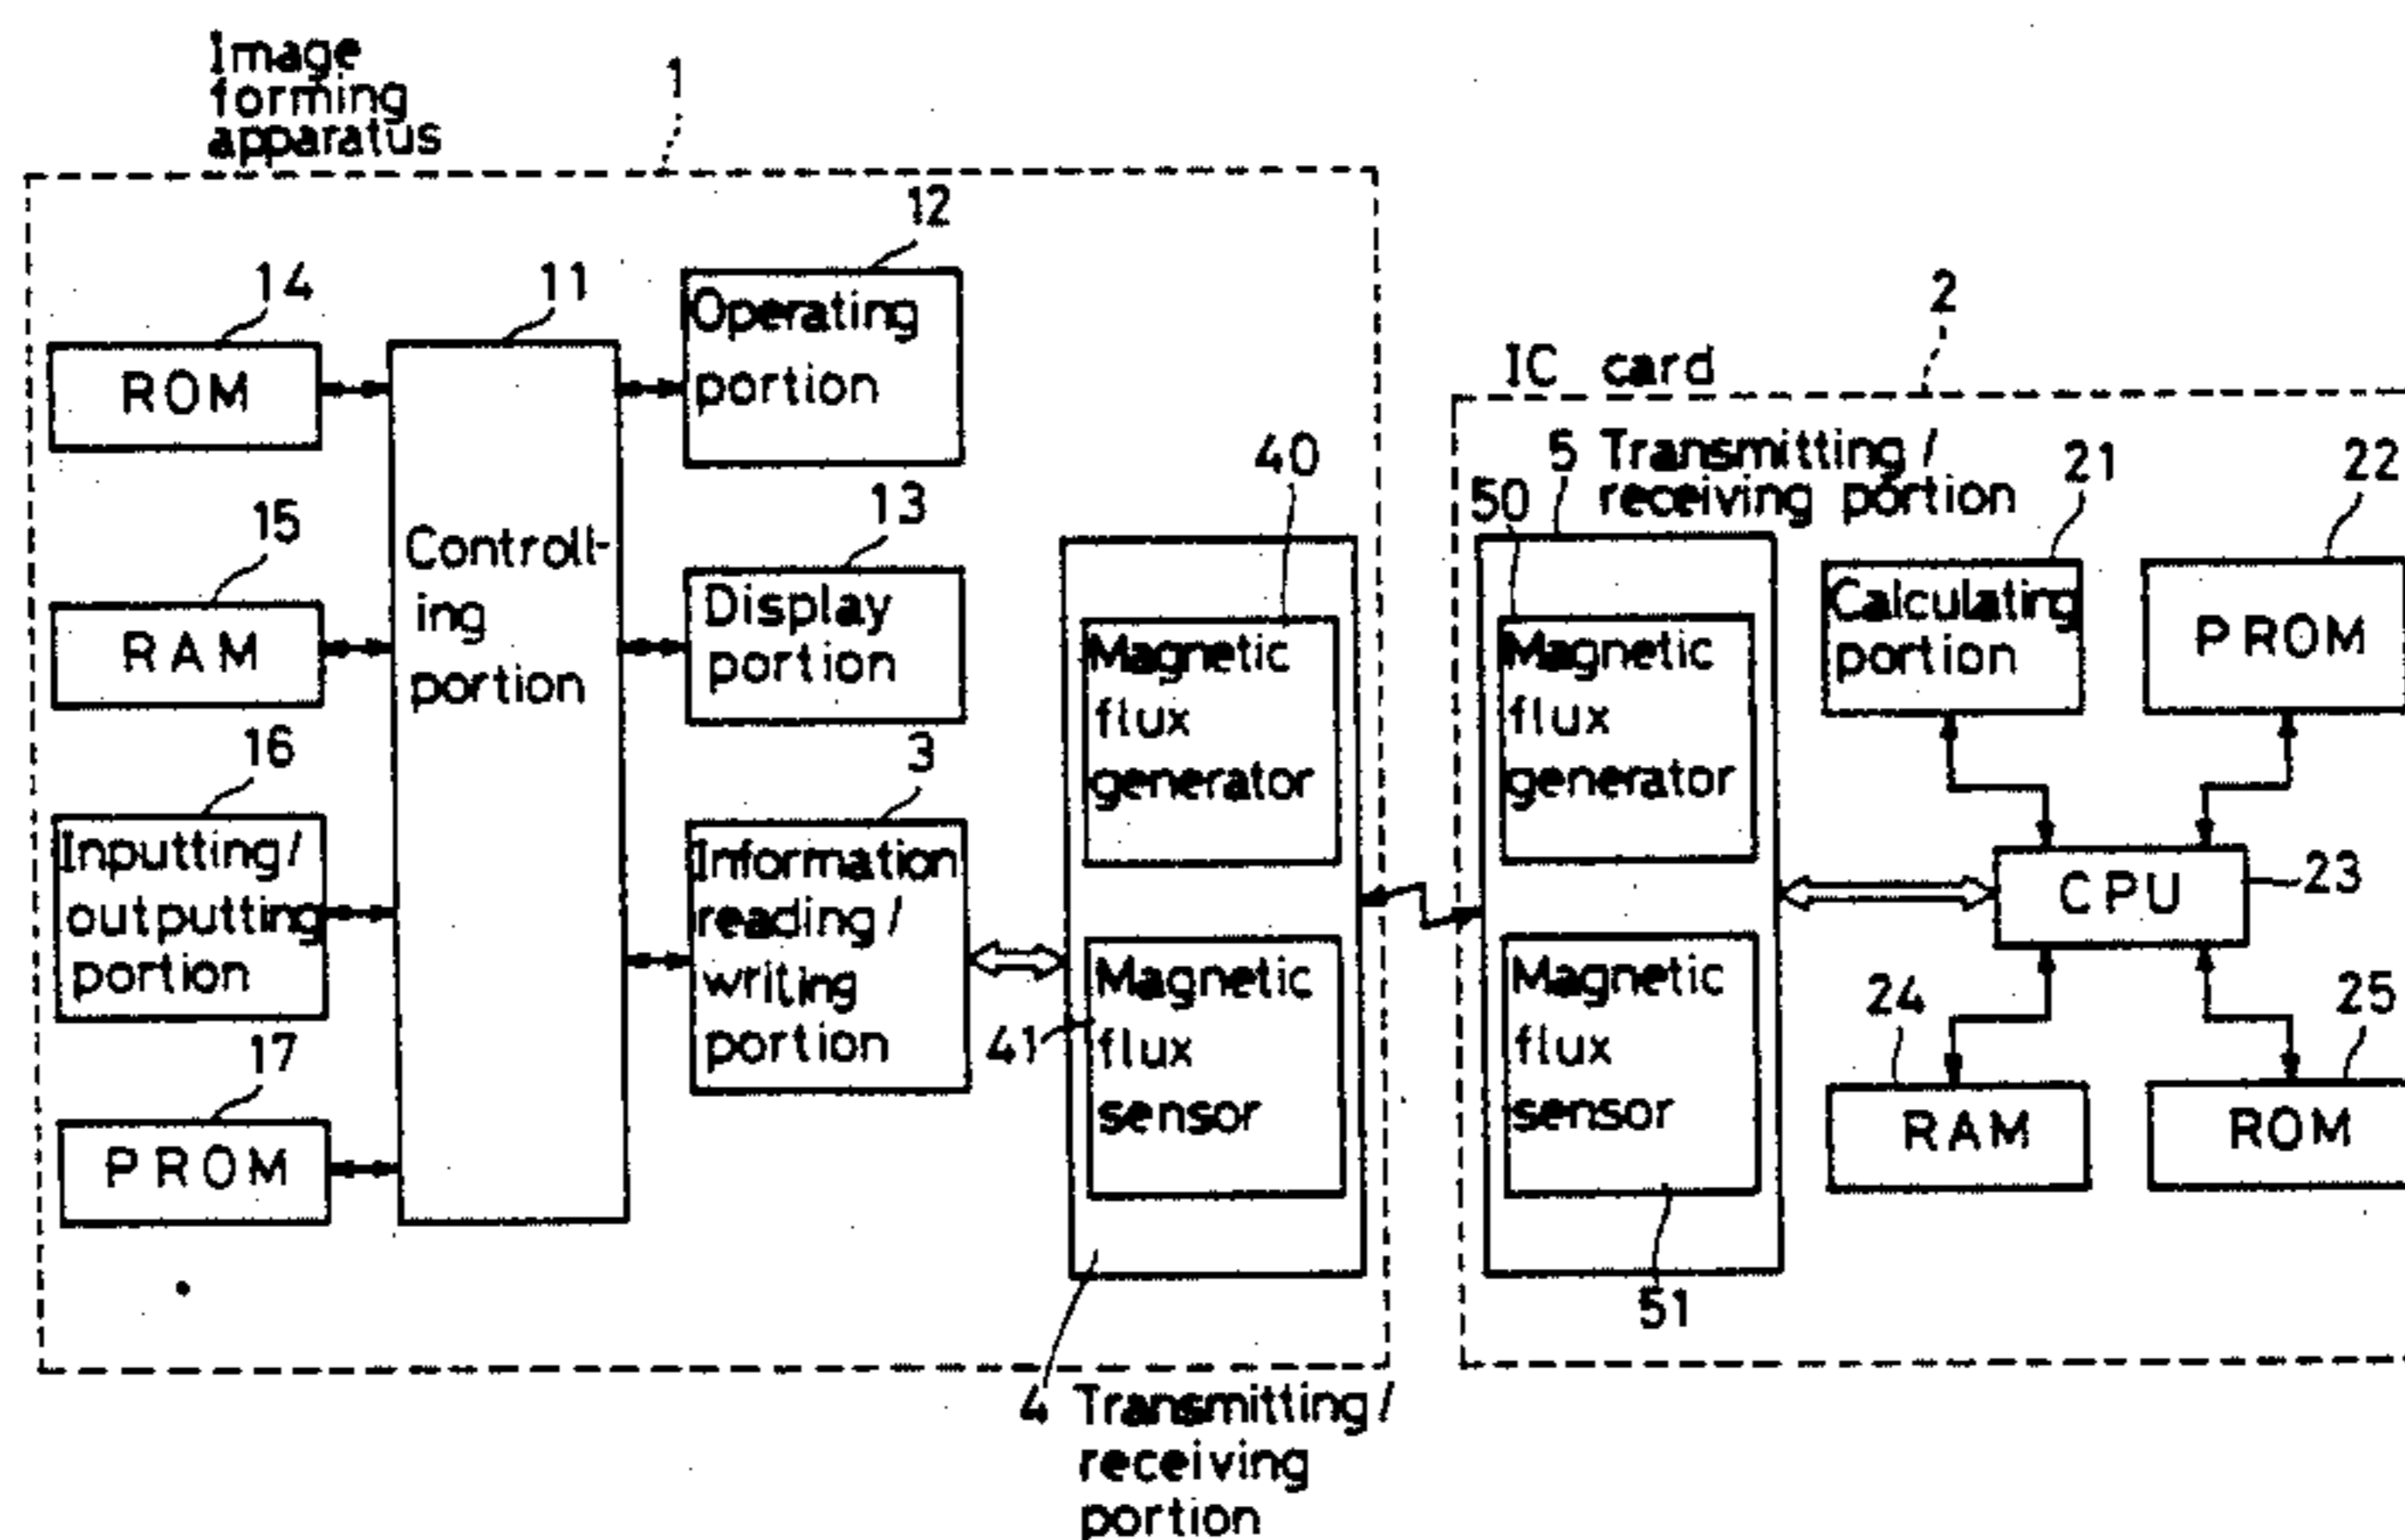 Image
forming
apparatus
1
14
ROM
15
RAM
16
Inputting/
outputting
portion
17
PROM
11
Controll-
ing
portion
12
Operating
portion
13
Display
portion
3
Information
reading/
writing
portion
40
Magnetic
flux
generator
41
Magnetic
flux
sensor
4 Transmitting/
receiving
portion
2
IC card
5 Transmitting/
receiving portion
50
Magnetic
flux
generator
Magnetic
flux
sensor
51
21
Calculating
portion
22
PROM
CPU
23
24
RAM
25
ROM